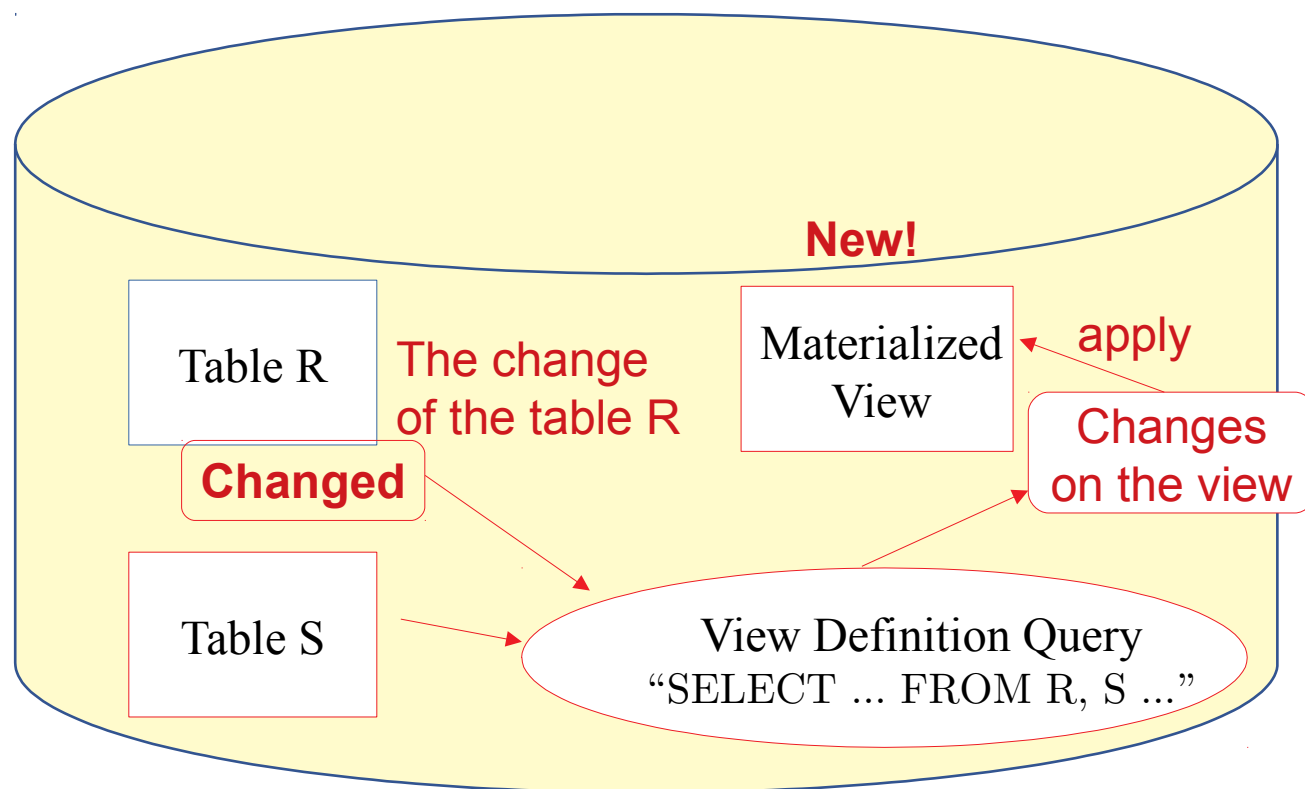 New!
Table R
The change
of the table R
Changed
Materialized
View
apply
Changes
on the view
Table S
View Definition Query
“SELECT ... FROM R, S ...”